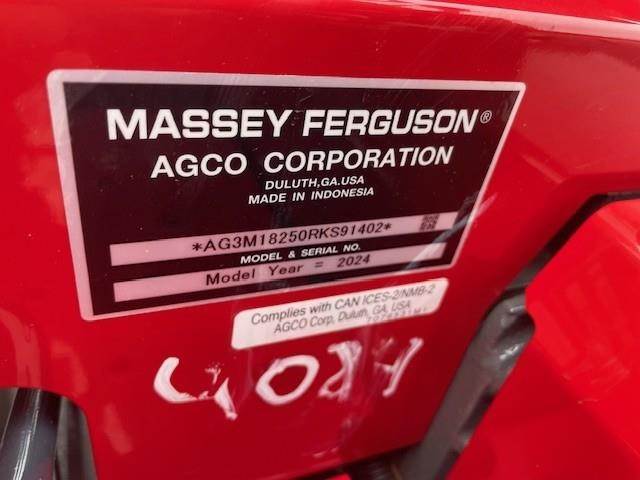 MASSEY FERGUSON®
AGCO CORPORATION
DULUTH,GA.USA
MADE IN INDONESIA
*AG3M18250RKS91402*
MODEL & SERIAL NO.
Model Year = 2024
Complies with CAN ICES-2/NMB-2
AGCO Corp, Duluth, GA, USA